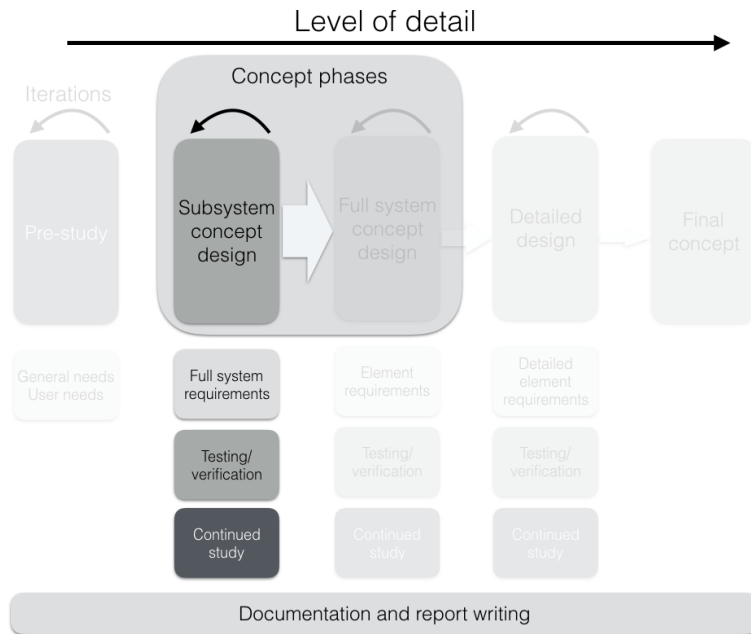 Level of detail
Concept phases
Iterations
Pre-study
Subsystem
concept
design
Full system
concept
design
Detailed
design
Final
concept
General needs
User needs
Full system
requirements
Element
requirements
Detailed
element
requirements
Testing/
verification
Testing/
verification
Testing/
verification
Continued
study
Continued
study
Continued
study
Documentation and report writing